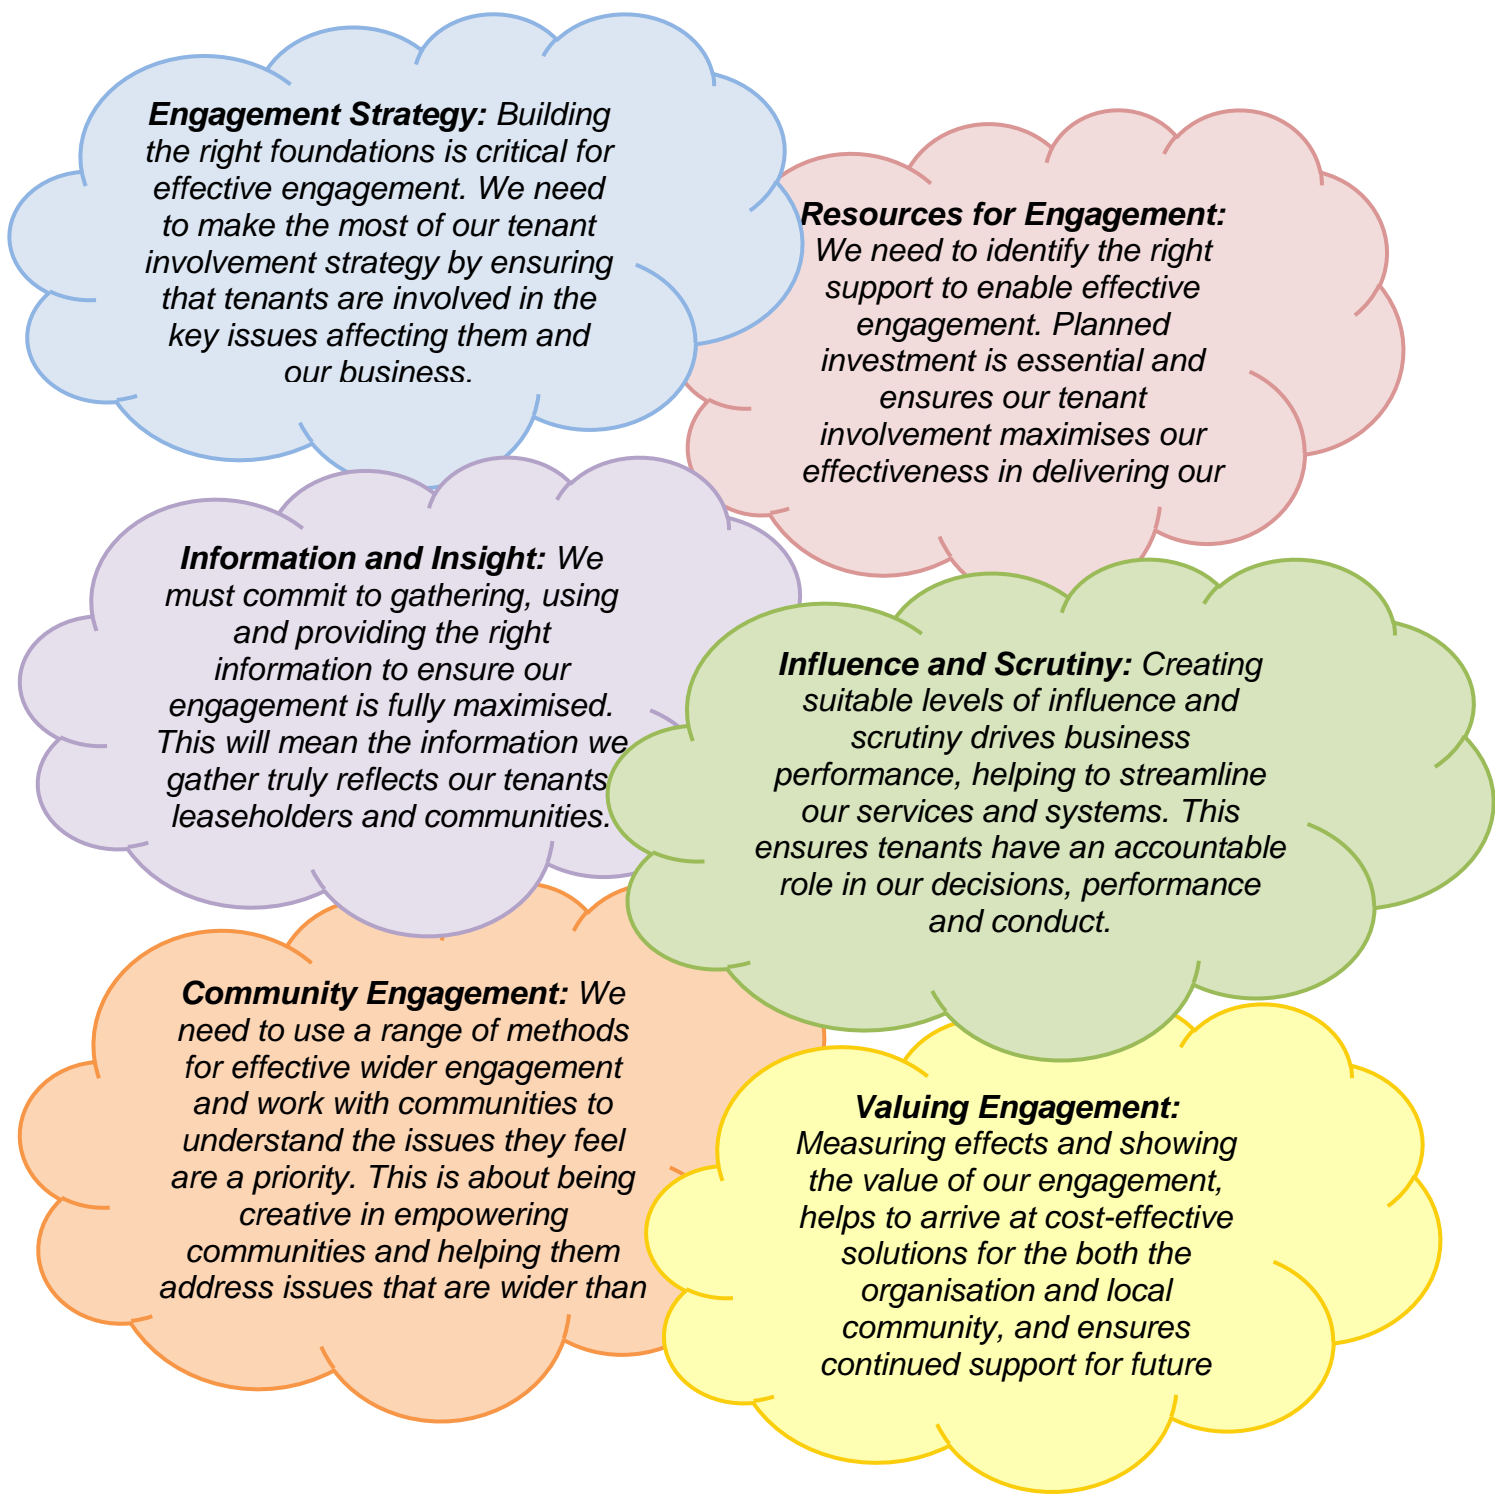 Engagement Strategy: Building
the right foundations is critical for
effective engagement. We need
to make the most of our tenant
involvement strategy by ensuring
that tenants are involved in the
key issues affecting them and
our business.
Resources for Engagement:
We need to identify the right
support to enable effective
engagement. Planned
investment is essential and
ensures our tenant
involvement maximises our
effectiveness in delivering our
Information and Insight: We
must commit to gathering, using
and providing the right
information to ensure our
engagement is fully maximised.
This will mean the information we
gather truly reflects our tenants
leaseholders and communities.
Influence and Scrutiny: Creating
suitable levels of influence and
scrutiny drives business
performance, helping to streamline
our services and systems. This
ensures tenants have an accountable
role in our decisions, performance
and conduct.
Community Engagement: We
need to use a range of methods
for effective wider engagement
and work with communities to
understand the issues they feel
are a priority. This is about being
creative in empowering
communities and helping them
address issues that are wider than
Valuing Engagement:
Measuring effects and showing
the value of our engagement,
helps to arrive at cost-effective
solutions for the both the
organisation and local
community, and ensures
continued support for future